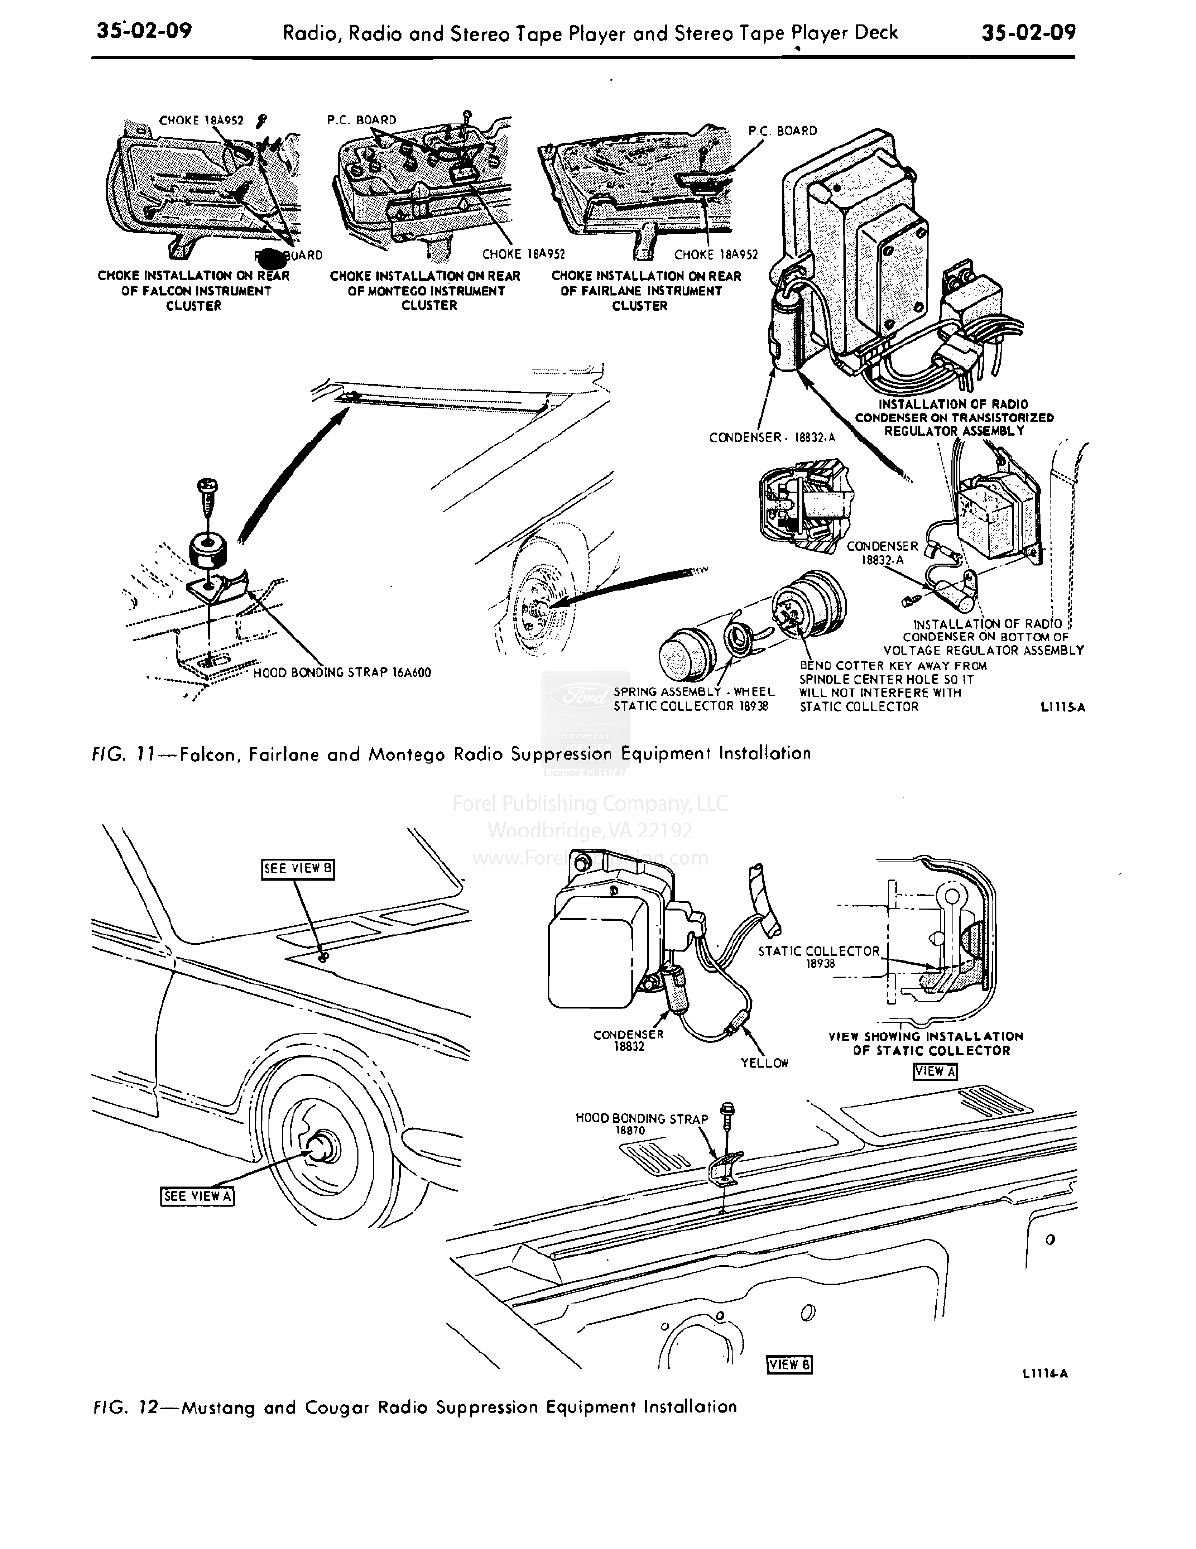 35-02-09 Radio, Radio and Stereo Tape Player and Stereo Tape Player Deck 35-02-09
CHOKE 18A952
P.C. BOARD
P.C. BOARD
OARD
CHOKE 18A952
CHOKE 18A952
CHOKE INSTALLATION ON REAR
OF FALCON INSTRUMENT
CLUSTER
CHOKE INSTALLATION ON REAR
OF MONTEGO INSTRUMENT
CLUSTER
CHOKE INSTALLATION ON REAR
OF FAIRLANE INSTRUMENT
CLUSTER
INSTALLATION OF RADIO
CONDENSER ON TRANSISTORIZED
REGULATOR ASSEMBLY
CONDENSER - 18832-A
CONDENSER
18832-A
INSTALLATION OF RADIO
CONDENSER ON BOTTOM OF
VOLTAGE REGULATOR ASSEMBLY
HOOD BONDING STRAP 16A600
BEND COTTER KEY AWAY FROM
SPINDLE CENTER HOLE SO IT
WILL NOT INTERFERE WITH
STATIC COLLECTOR
SPRING ASSEMBLY - WHEEL
STATIC COLLECTOR 18938
L1115-A
Ford
OFFICIAL
License #2011747
FIG. 11—Falcon, Fairlane and Montego Radio Suppression Equipment Installation
Forel Publishing Company, LLC
Woodbridge, VA 22192
www.ForelPublishing.com
SEE VIEW B
STATIC COLLECTOR
18938
CONDENSER
18832
YELLOW
VIEW SHOWING INSTALLATION
OF STATIC COLLECTOR
VIEW A
HOOD BONDING STRAP
18870
SEE VIEW A
VIEW B
L1116-A
FIG. 12—Mustang and Cougar Radio Suppression Equipment Installation